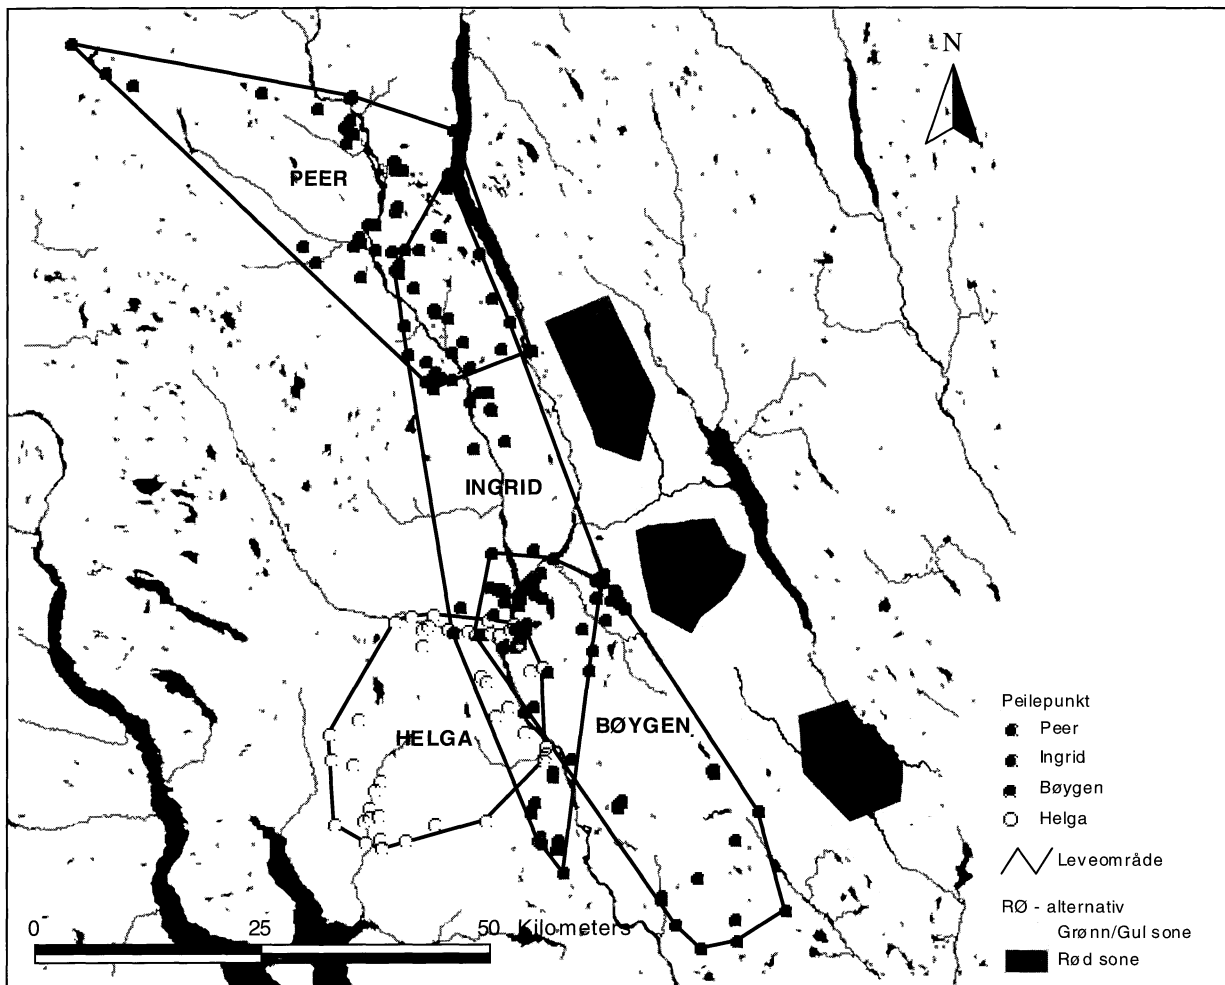 N
PEER
INGRID
HELGA
BØYGEN
Peilepunkt
Peer
Ingrid
Bøygen
Helga
Leveområde
RØ - alternativ
Grønn/Gul sone
Rød sone
0 25 50 Kilometers